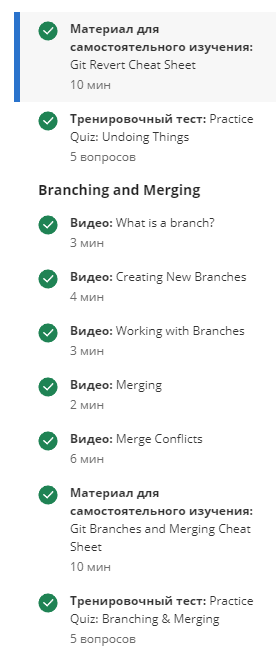 Материал для
самостоятельного изучения:
Git Revert Cheat Sheet
10 мин
Тренировочный тест: Practice
Quiz: Undoing Things
5 вопросов
Branching and Merging
Видео: What is a branch?
3 мин
Видео: Creating New Branches
4 мин
Видео: Working with Branches
3 мин
Видео: Merging
2 мин
Видео: Merge Conflicts
6 мин
Материал для
самостоятельного изучения:
Git Branches and Merging Cheat
Sheet
10 мин
Тренировочный тест: Practice
Quiz: Branching & Merging
5 вопросов